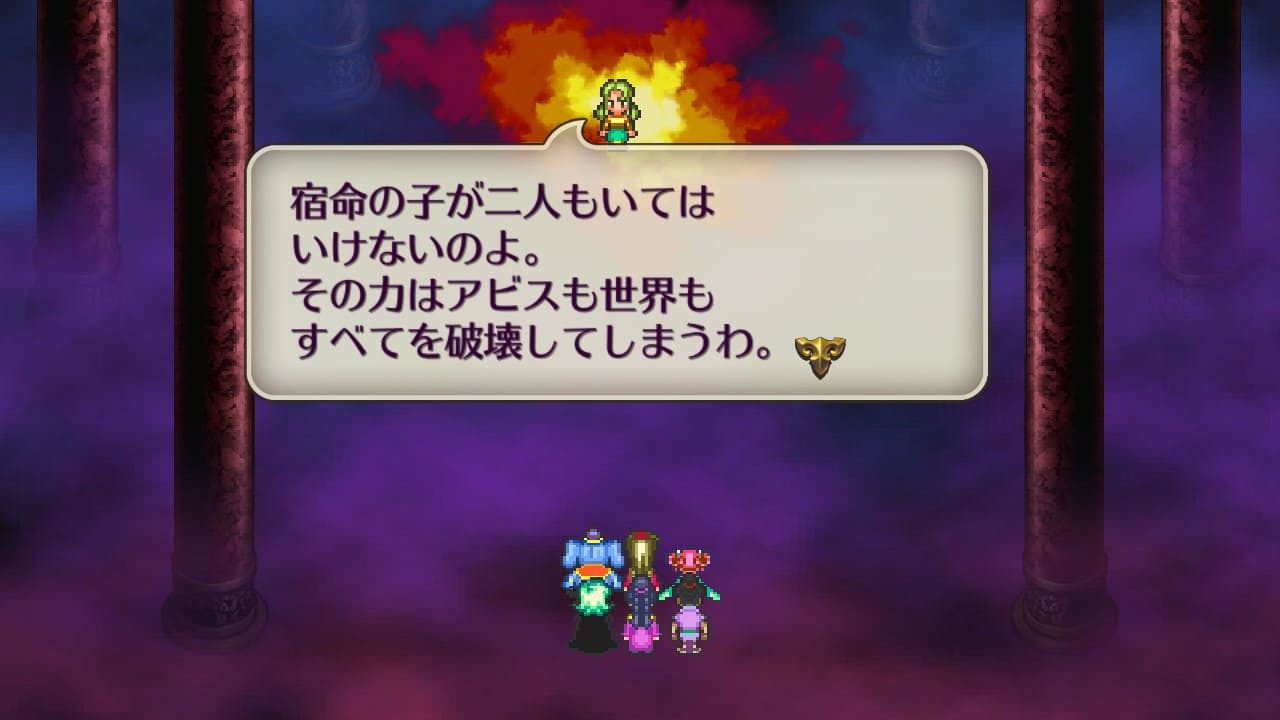 宿命の子が二人もいては
いけないのよ。
その力はアビスも世界も
すべてを破壊してしまうわ。